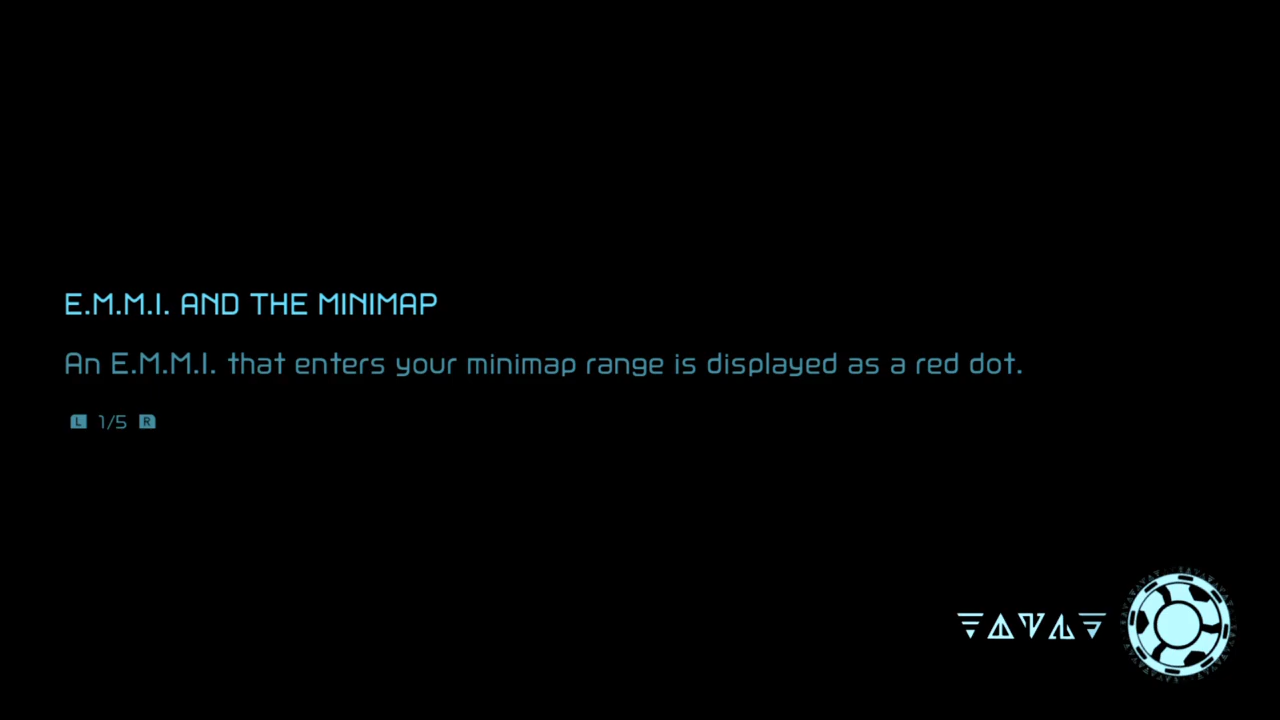 E.M.M.I. AND THE MINIMAP
An E.M.M.I. that enters your minimap range is displayed as a red dot.
L 1/5 R